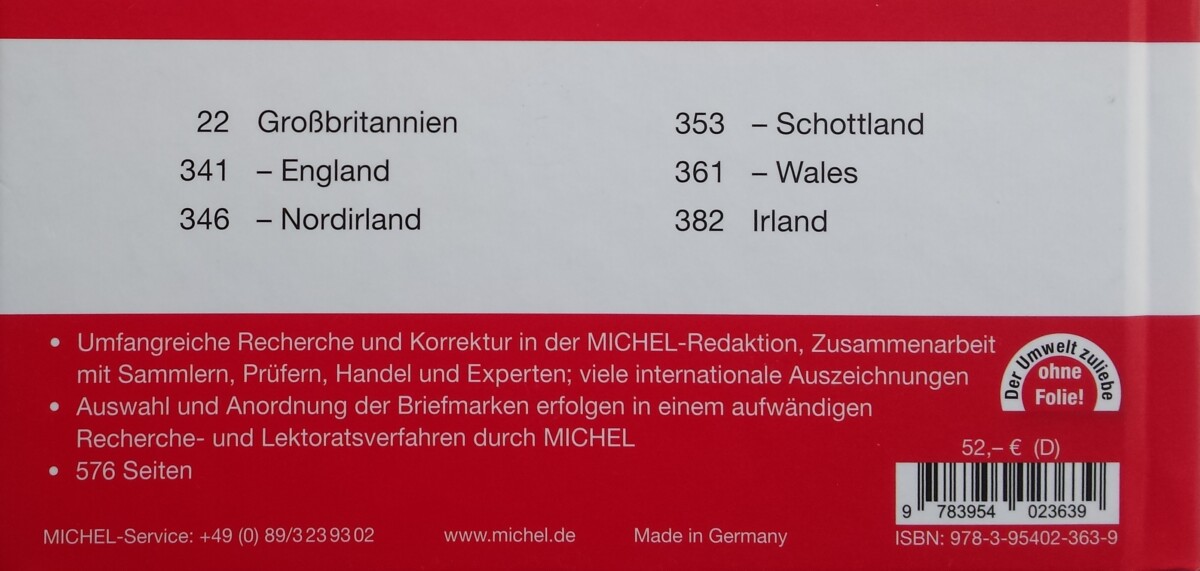 22 Großbritannien
341 – England
346 – Nordirland
353 – Schottland
361 – Wales
382 Irland
• Umfangreiche Recherche und Korrektur in der MICHEL-Redaktion, Zusammenarbeit
mit Sammlern, Prüfern, Handel und Experten; viele internationale Auszeichnungen
• Auswahl und Anordnung der Briefmarken erfolgen in einem aufwändigen
Recherche- und Lektoratsverfahren durch MICHEL
• 576 Seiten
Der Umwelt zuliebe
ohne
Folie!
52,– € (D)
9 783954 023639
ISBN: 978-3-95402-363-9
MICHEL-Service: +49 (0) 89/3 23 93 02 www.michel.de Made in Germany